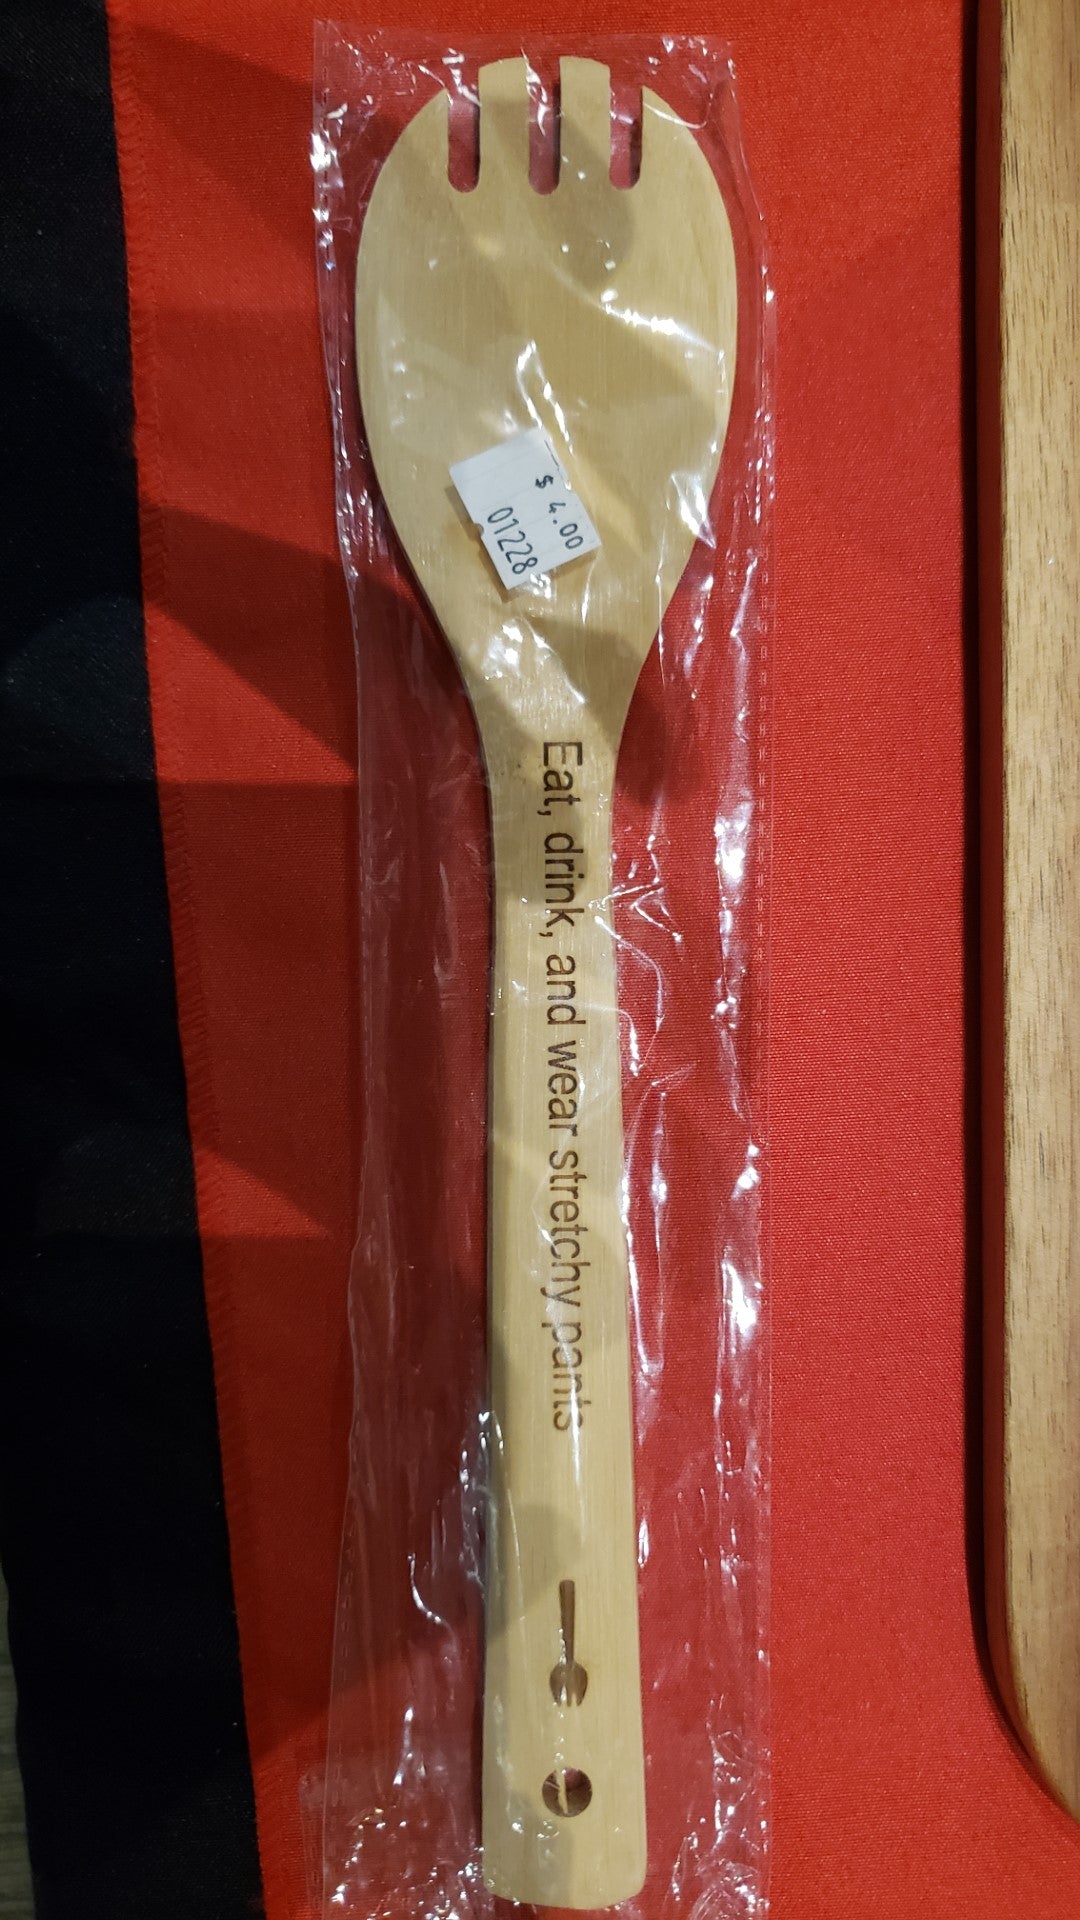 $ 4.00
01228
Eat, drink, and wear stretchy pants